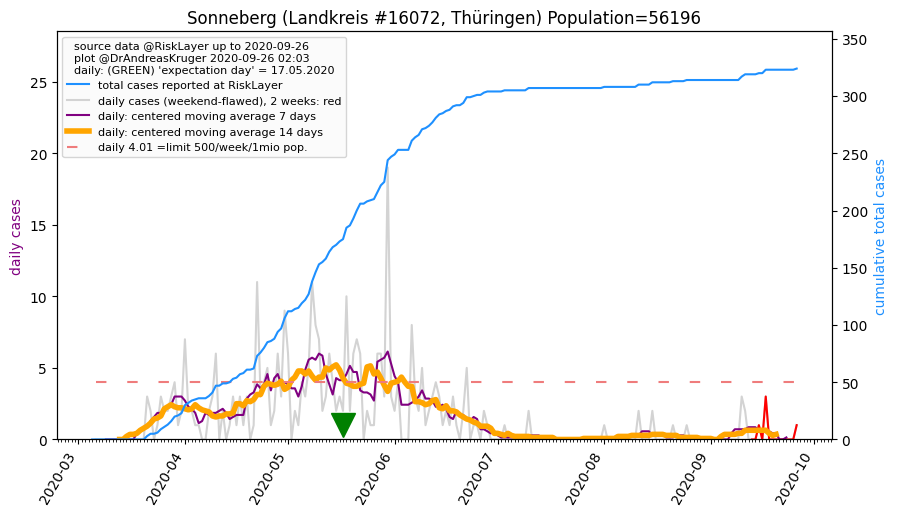 Sonneberg (Landkreis #16072, Thüringen) Population=56196
source data @RiskLayer up to 2020-09-26
plot @DrAndreasKruger 2020-09-26 02:03
daily: (GREEN) 'expectation day' = 17.05.2020
total cases reported at RiskLayer
daily cases (weekend-flawed), 2 weeks: red
daily: centered moving average 7 days
daily: centered moving average 14 days
daily 4.01 =limit 500/week/1mio pop.
daily cases
25
20
15
10
5
0
350
300
250
200
150
100
50
0
cumulative total cases
2020-03
2020-04
2020-05
2020-06
2020-07
2020-08
2020-09
2020-10